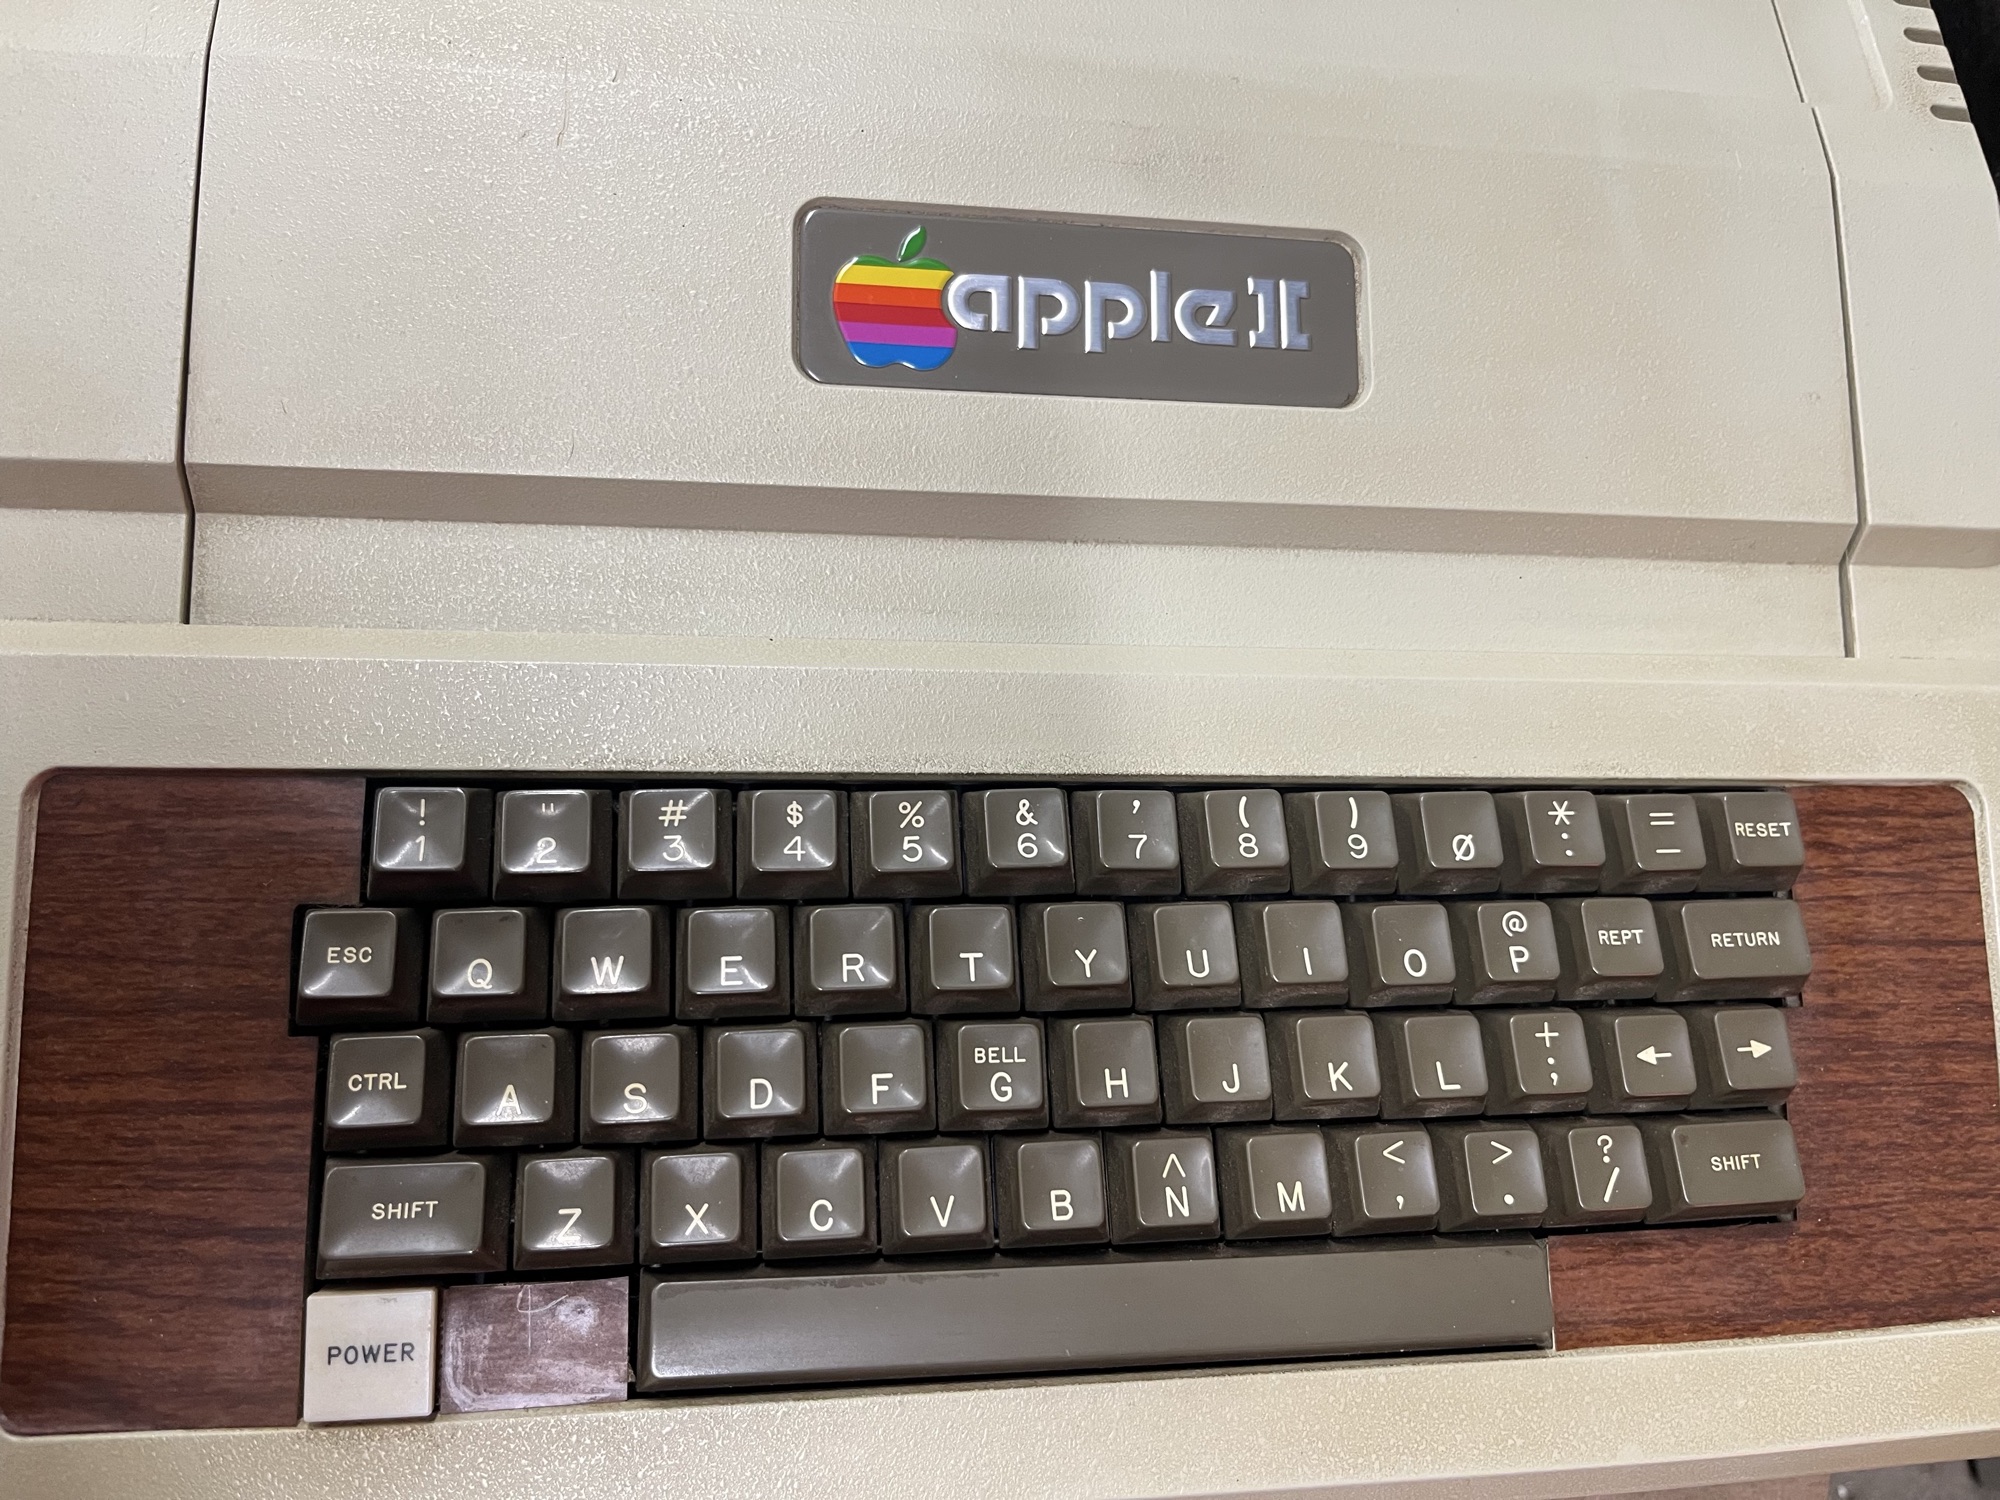 apple ][
! " # $ % & ' ( ) * =
1 2 3 4 5 6 7 8 9 Ø : - RESET
@
ESC Q W E R T Y U I O P REPT RETURN
BELL +
CTRL A S D F G H J K L ; ← →
^ < > ?
SHIFT Z X C V B N M , . / SHIFT
POWER